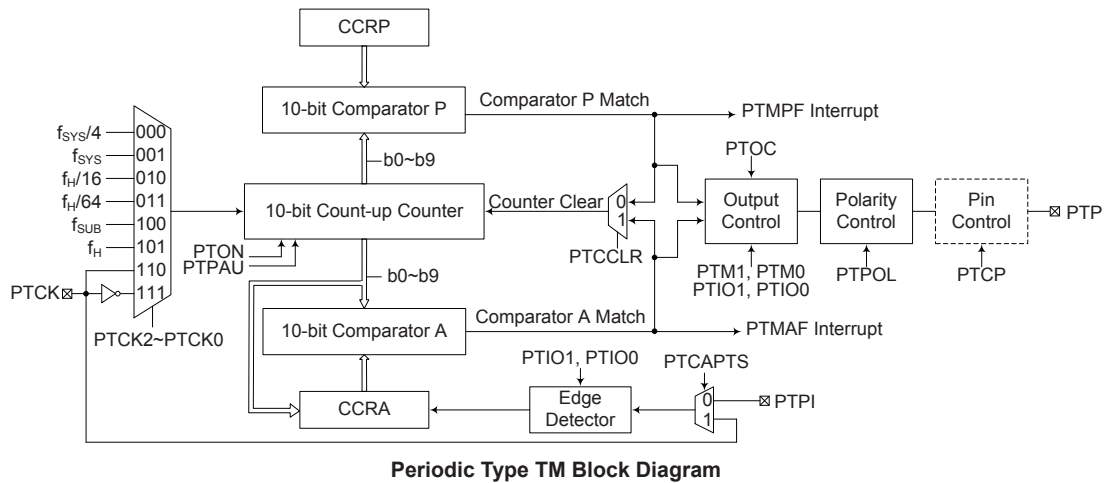 CCRP
10-bit Comparator P
Comparator P Match
PTMPF Interrupt
fSYS/4
000
fSYS
001
fH/16
010
fH/64
011
fSUB
100
fH
101
110
111
PTCK
PTCK2~PTCK0
b0~b9
10-bit Count-up Counter
PTON
PTPAU
Counter Clear
0
1
PTCCLR
PTOC
Output
Control
PTM1, PTM0
PTIO1, PTIO0
Polarity
Control
PTPOL
Pin
Control
PTCP
PTP
b0~b9
10-bit Comparator A
Comparator A Match
PTMAF Interrupt
CCRA
PTIO1, PTIO0
Edge
Detector
PTCAPTS
0
1
PTPI
Periodic Type TM Block Diagram